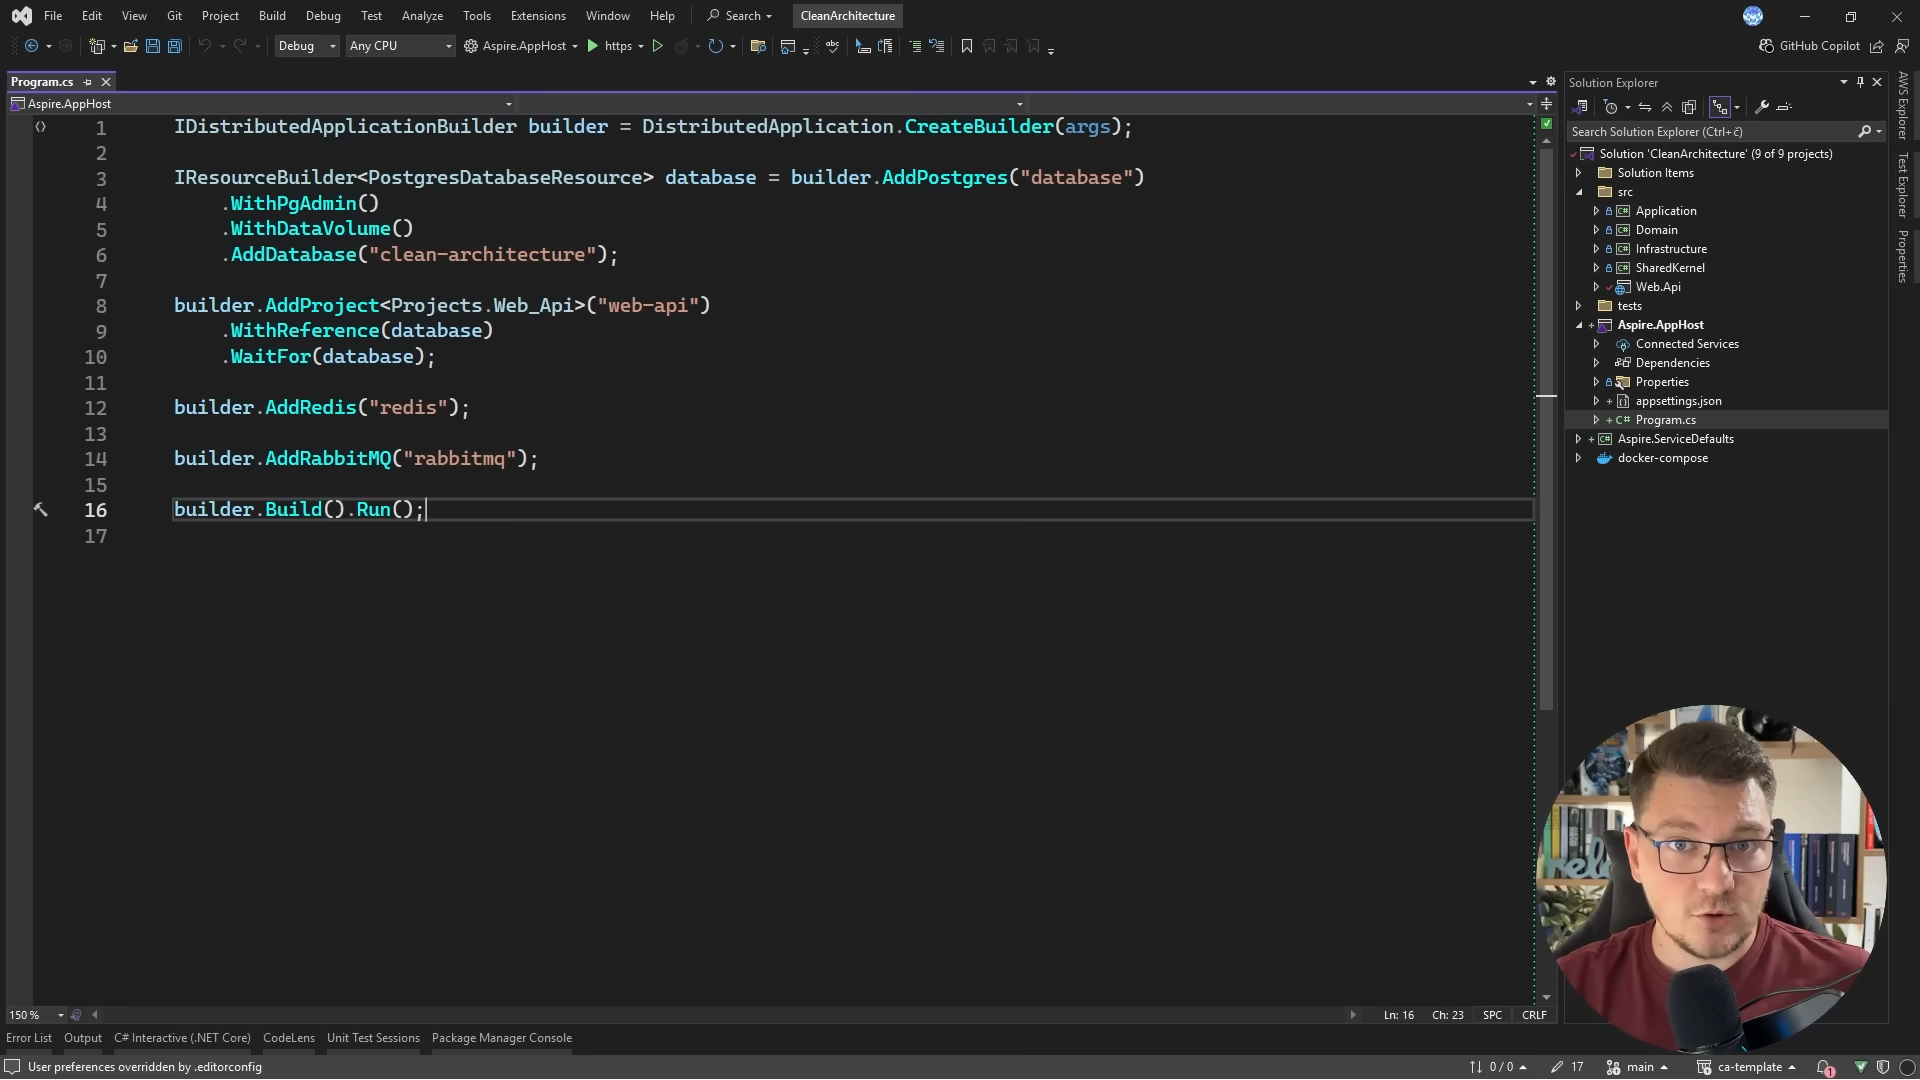 File Edit View Git Project Build Debug Test Analyze Tools Extensions Window Help Search CleanArchitecture
Debug Any CPU Aspire.AppHost https GitHub Copilot
Program.cs
Aspire.AppHost
1 IDistributedApplicationBuilder builder = DistributedApplication.CreateBuilder(args);
2
3 IResourceBuilder<PostgresDatabaseResource> database = builder.AddPostgres("database")
4 .WithPgAdmin()
5 .WithDataVolume()
6 .AddDatabase("clean-architecture");
7
8 builder.AddProject<Projects.Web_Api>("web-api")
9 .WithReference(database)
10 .WaitFor(database);
11
12 builder.AddRedis("redis");
13
14 builder.AddRabbitMQ("rabbitmq");
15
16 builder.Build().Run();
17
150 %
Ln: 16 Ch: 23 SPC CRLF
Solution Explorer
Search Solution Explorer (Ctrl+č)
Solution 'CleanArchitecture' (9 of 9 projects)
Solution Items
src
Application
Domain
Infrastructure
SharedKernel
Web.Api
tests
Aspire.AppHost
Connected Services
Dependencies
Properties
appsettings.json
Program.cs
Aspire.ServiceDefaults
docker-compose
AWS Explorer
Test Explorer
Properties
Error List Output C# Interactive (.NET Core) CodeLens Unit Test Sessions Package Manager Console
User preferences overridden by .editorconfig
0 / 0 17 main ca-template 1